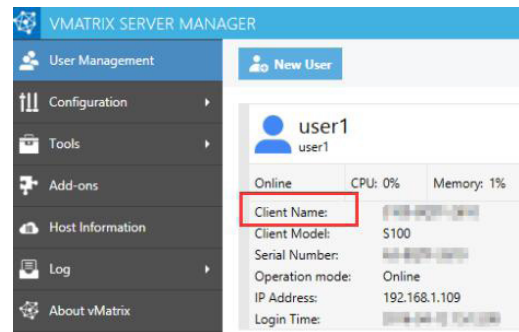 VMATRIX SERVER MANAGER
User Management
New User
Configuration
Tools
Add-ons
Host Information
Log
About vMatrix
user1
user1
Online CPU: 0% Memory: 1%
Client Name:
Client Model: S100
Serial Number:
Operation mode: Online
IP Address: 192.168.1.109
Login Time: